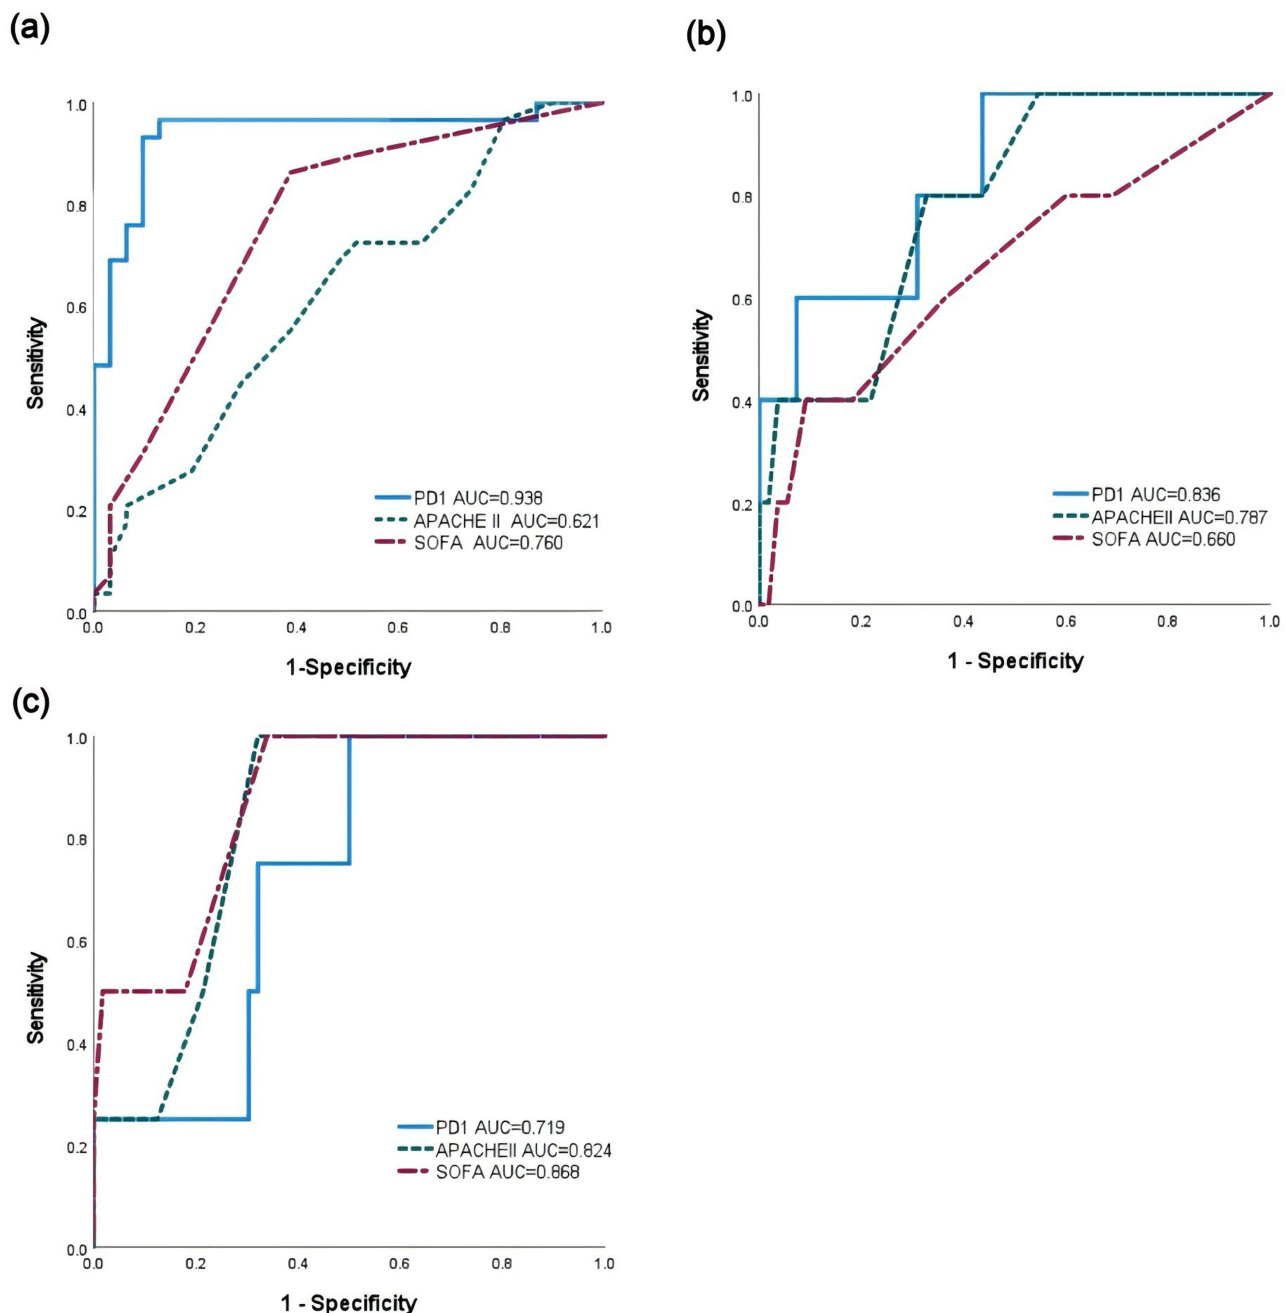 (a)
1.0
0.8
0.6
0.4
0.2
0.0
Sensitivity
PD1 AUC=0.938
APACHE II AUC=0.621
SOFA AUC=0.760
0.0 0.2 0.4 0.6 0.8 1.0
1-Specificity
(b)
1.0
0.8
0.6
0.4
0.2
0.0
Sensitivity
PD1 AUC=0.836
APACHEII AUC=0.787
SOFA AUC=0.660
0.0 0.2 0.4 0.6 0.8 1.0
1 - Specificity
(c)
1.0
0.8
0.6
0.4
0.2
0.0
Sensitivity
PD1 AUC=0.719
APACHEII AUC=0.824
SOFA AUC=0.868
0.0 0.2 0.4 0.6 0.8 1.0
1 - Specificity